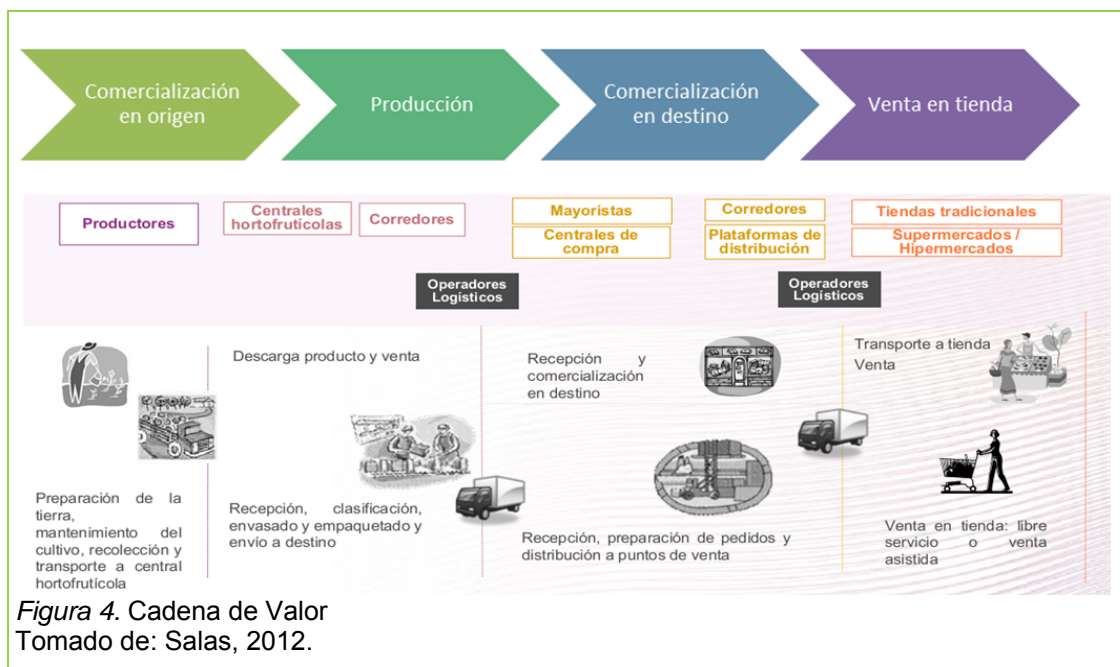 Comercialización
en origen
Producción
Comercialización
en destino
Venta en tienda
Productores
Centrales
hortofrutícolas
Corredores
Mayoristas
Centrales de
compra
Corredores
Plataformas de
distribución
Tiendas tradicionales
Supermercados /
Hipermercados
Operadores
Logísticos
Operadores
Logísticos
Preparación de la
tierra,
mantenimiento del
cultivo, recolección y
transporte a central
hortofrutícola
Descarga producto y venta
Recepción, clasificación,
envasado y empaquetado y
envío a destino
Recepción y
comercialización
en destino
Recepción, preparación de pedidos y
distribución a puntos de venta
Transporte a tienda
Venta
Venta en tienda: libre
servicio o venta
asistida
Figura 4. Cadena de Valor
Tomado de: Salas, 2012.